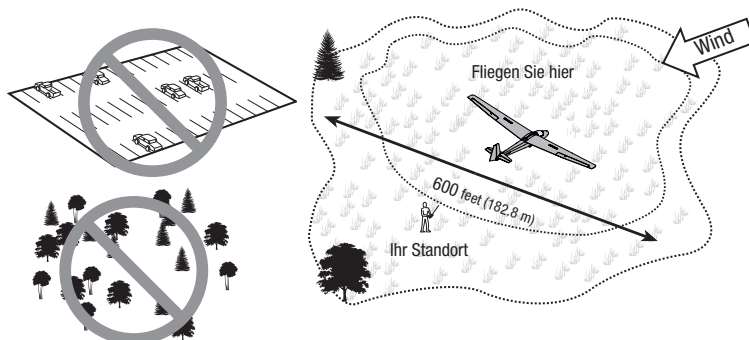 Wind
Fliegen Sie hier
600 feet (182.8 m)
Ihr Standort